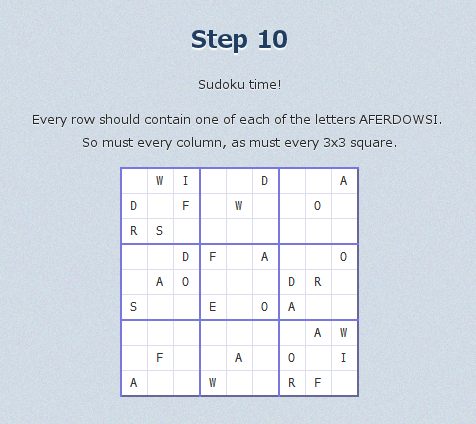 Step 10
Sudoku time!
Every row should contain one of each of the letters AFERDOWSI.
So must every column, as must every 3x3 square.
W I D A
D F W O
R S
D F A O
A O D R
S E O A
A W
F A O I
A W R F